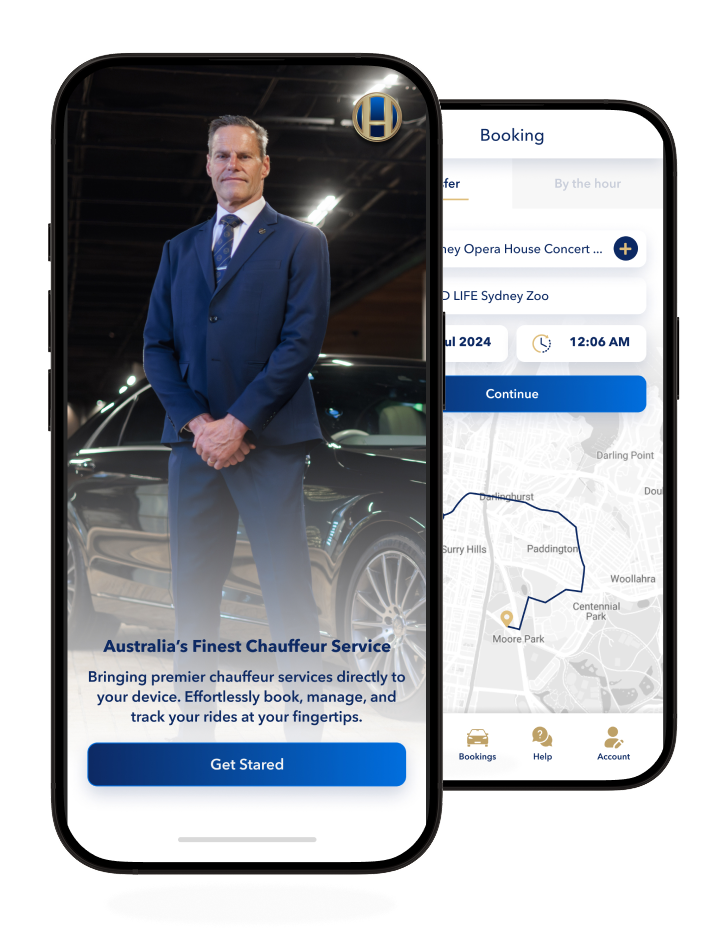 H
Australia's Finest Chauffeur Service
Bringing premier chauffeur services directly to
your device. Effortlessly book, manage, and
track your rides at your fingertips.
Get Stared
Booking
By the hour
Opera House Concert ...
LIFE Sydney Zoo
2024
12:06 AM
Continue
Darling Point
Darlinghurst
Surry Hills
Paddington
Woollahra
Centennial
Park
Moore Park
Bookings
Help
Account